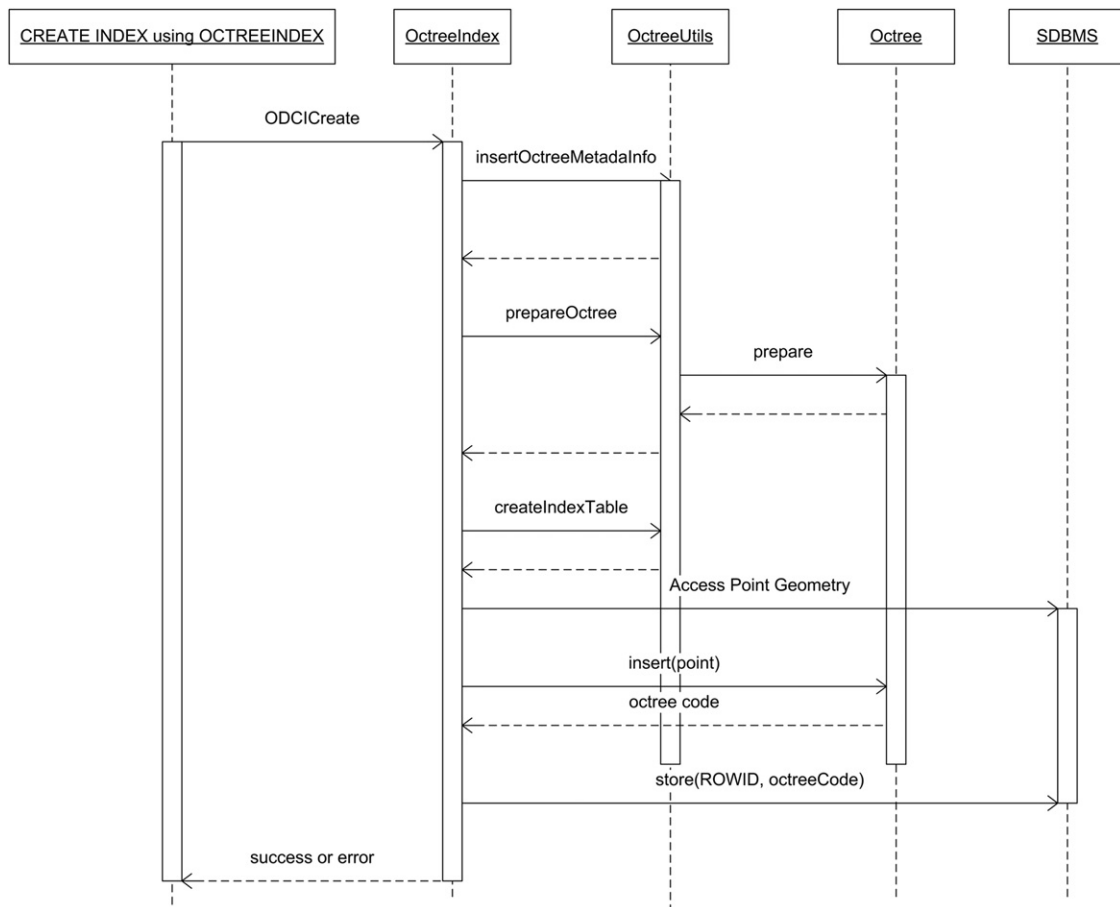 CREATE INDEX using OCTREEINDEX
OctreeIndex
OctreeUtils
Octree
SDBMS
ODCICreate
insertOctreeMetadaInfo
prepareOctree
prepare
createIndexTable
Access Point Geometry
insert(point)
octree code
store(ROWID, octreeCode)
success or error